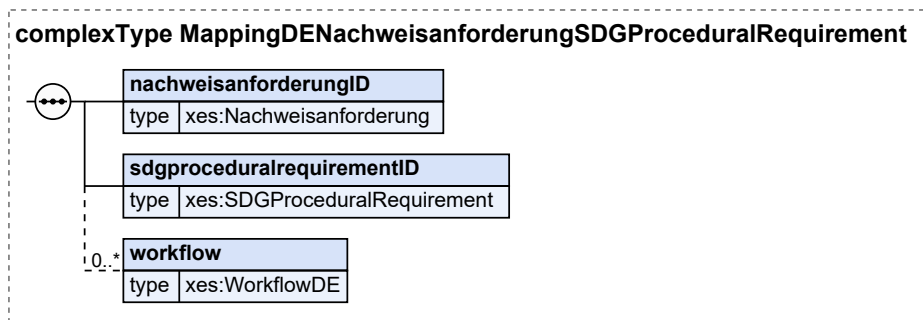 complexType MappingDENachweisanforderungSDGProceduralRequirement
nachweisanforderungID
type xes:Nachweisanforderung
sdgproceduralrequirementID
type xes:SDGProceduralRequirement
0..* workflow
type xes:WorkflowDE